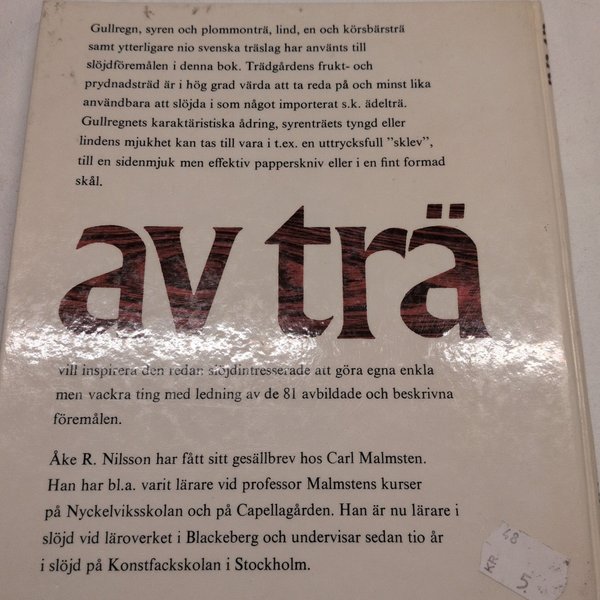 Gullregn, syren och plommonträ, lind, en och körsbärsträ
samt ytterligare nio svenska träslag har använts till
slöjdföremålen i denna bok. Trädgårdens frukt- och
prydnadsträd är i hög grad värda att ta reda på och minst lika
användbara att slöjda i som något importerat s.k. ädelträ.
Gullregnets karaktäristiska ådring, syrenträets tyngd eller
lindens mjukhet kan tas till vara i t.ex. en uttrycksfull "sklev",
till en sidenmjuk men effektiv papperskniv eller i en fint formad
skål.
av trä
vill inspirera den redan slöjdintresserade att göra egna enkla
men vackra ting med ledning av de 81 avbildade och beskrivna
föremålen.
Åke R. Nilsson har fått sitt gesällbrev hos Carl Malmsten.
Han har bl.a. varit lärare vid professor Malmstens kurser
på Nyckelviksskolan och på Capellagården. Han är nu lärare i
slöjd vid läroverket i Blackeberg och undervisar sedan tio år
i slöjd på Konstfackskolan i Stockholm.
48
KR. 5